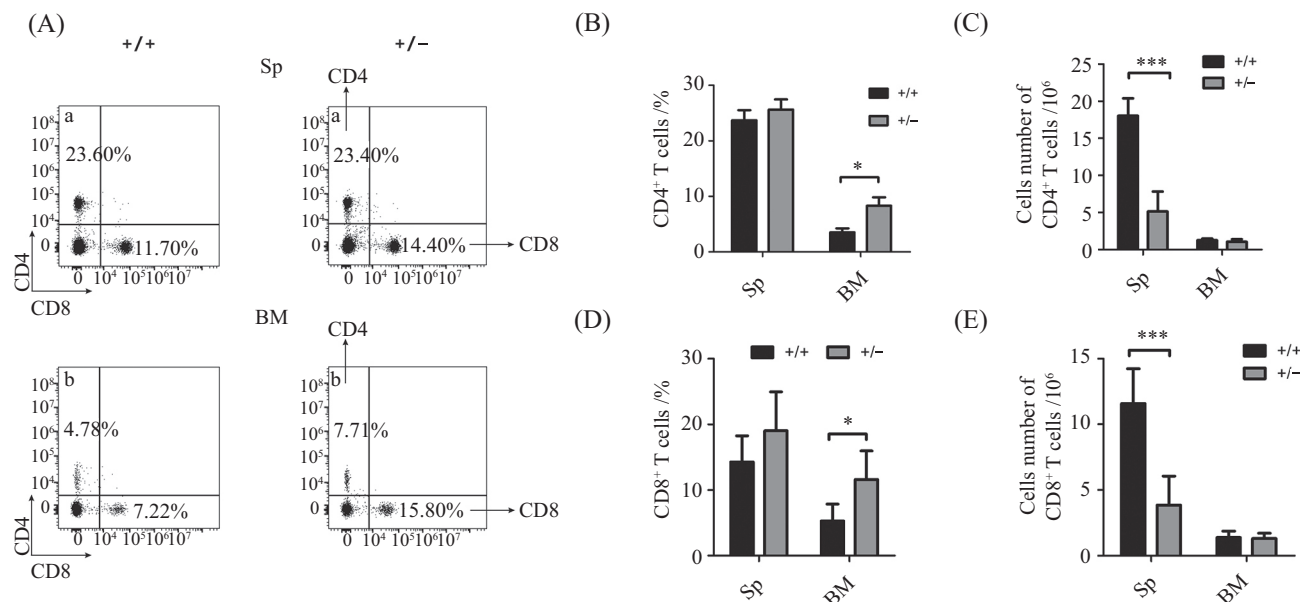 (A)
+/+
+/−
Sp
CD4
a
23.60%
11.70%
10⁸
10⁷
10⁶
10⁵
10⁴
0
0 10⁴ 10⁵10⁶10⁷
CD4
CD8
a
23.40%
14.40%
CD8
10⁸
10⁷
10⁶
10⁵
10⁴
0
0 10⁴ 10⁵10⁶10⁷
BM
CD4
b
4.78%
7.22%
10⁸
10⁷
10⁶
10⁵
10⁴
0
0 10⁴ 10⁵10⁶10⁷
CD4
CD8
b
7.71%
15.80%
CD8
10⁸
10⁷
10⁶
10⁵
10⁴
0
0 10⁴ 10⁵10⁶10⁷
(B)
+/+
+/−
CD4⁺ T cells /%
30
20
10
0
*
Sp
BM
(C)
+/+
+/−
Cells number of
CD4⁺ T cells /10⁶
25
20
15
10
5
0
***
Sp
BM
(D)
+/+ +/−
CD8⁺ T cells /%
30
20
10
0
*
Sp
BM
(E)
+/+
+/−
Cells number of
CD8⁺ T cells /10⁶
15
10
5
0
***
Sp
BM